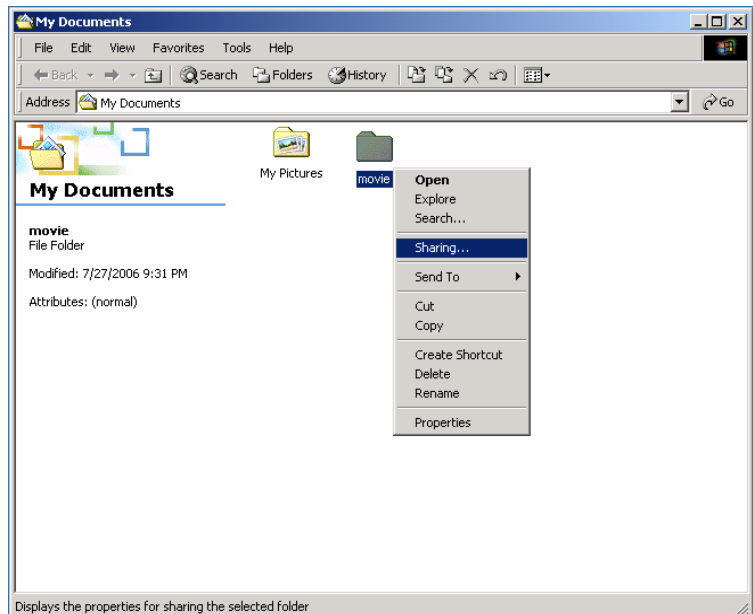 My Documents
File Edit View Favorites Tools Help
Back Search Folders History
Address My Documents Go
My Pictures
movie
My Documents
movie
File Folder
Modified: 7/27/2006 9:31 PM
Attributes: (normal)
Open
Explore
Search...
Sharing...
Send To
Cut
Copy
Create Shortcut
Delete
Rename
Properties
Displays the properties for sharing the selected folder